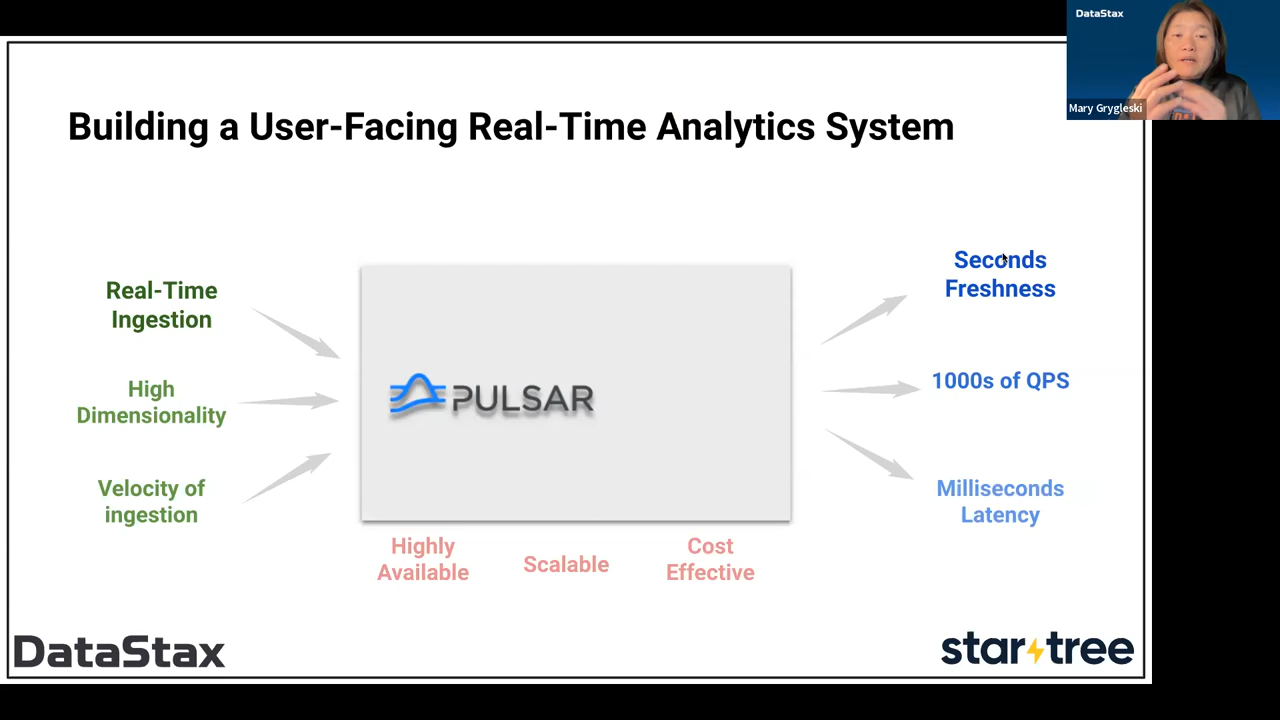 DataStax
Mary Grygleski
Building a User-Facing Real-Time Analytics System
Real-Time
Ingestion
High
Dimensionality
Velocity of
ingestion
PULSAR
Seconds
Freshness
1000s of QPS
Milliseconds
Latency
Highly
Available
Scalable
Cost
Effective
DataStax
star tree